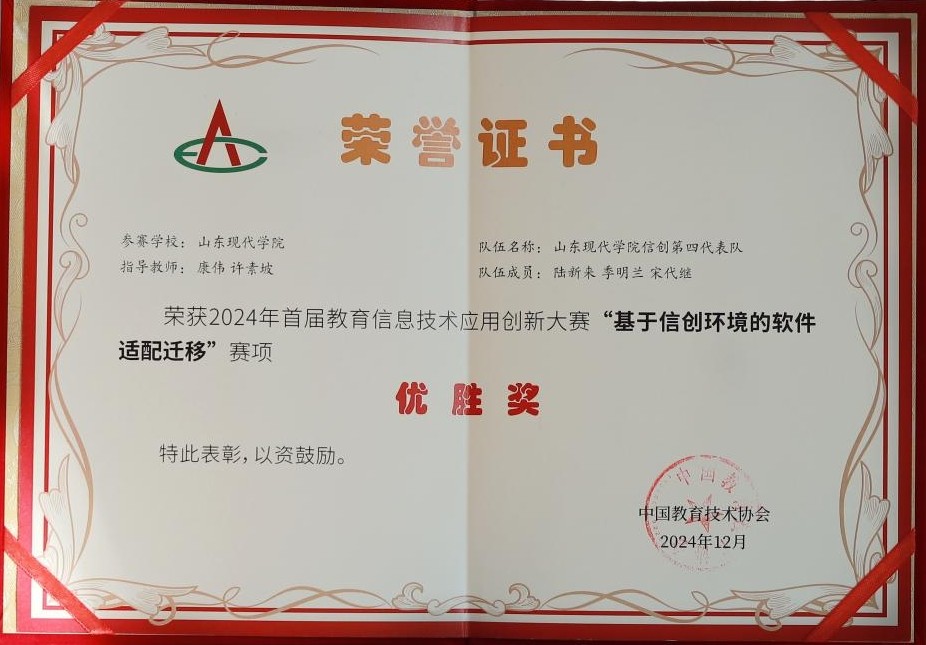 荣誉证书
参赛学校：山东现代学院
指导教师：康伟 许素坡
队伍名称：山东现代学院信创第四代表队
队伍成员：陆新来 季明兰 宋代继
荣获2024年首届教育信息技术应用创新大赛“基于信创环境的软件
适配迁移”赛项
优胜奖
特此表彰，以资鼓励。
中国教
中国教育技术协会
2024年12月